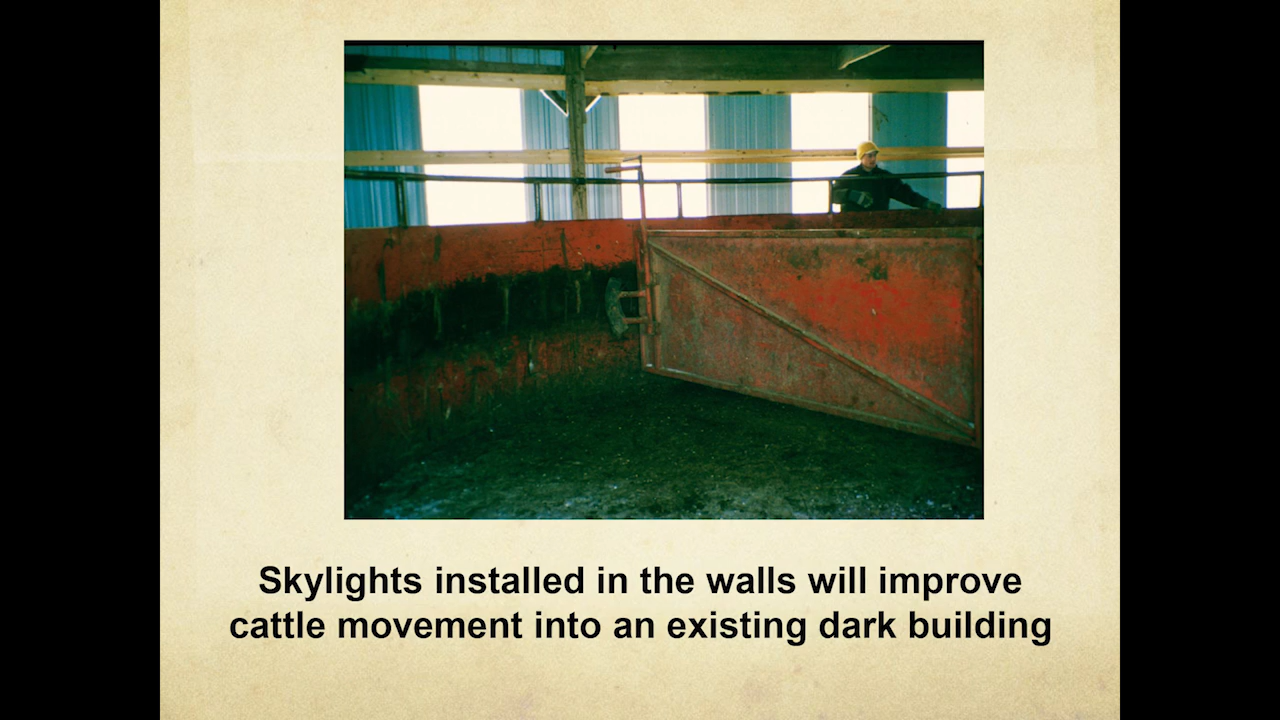 Skylights installed in the walls will improve
cattle movement into an existing dark building